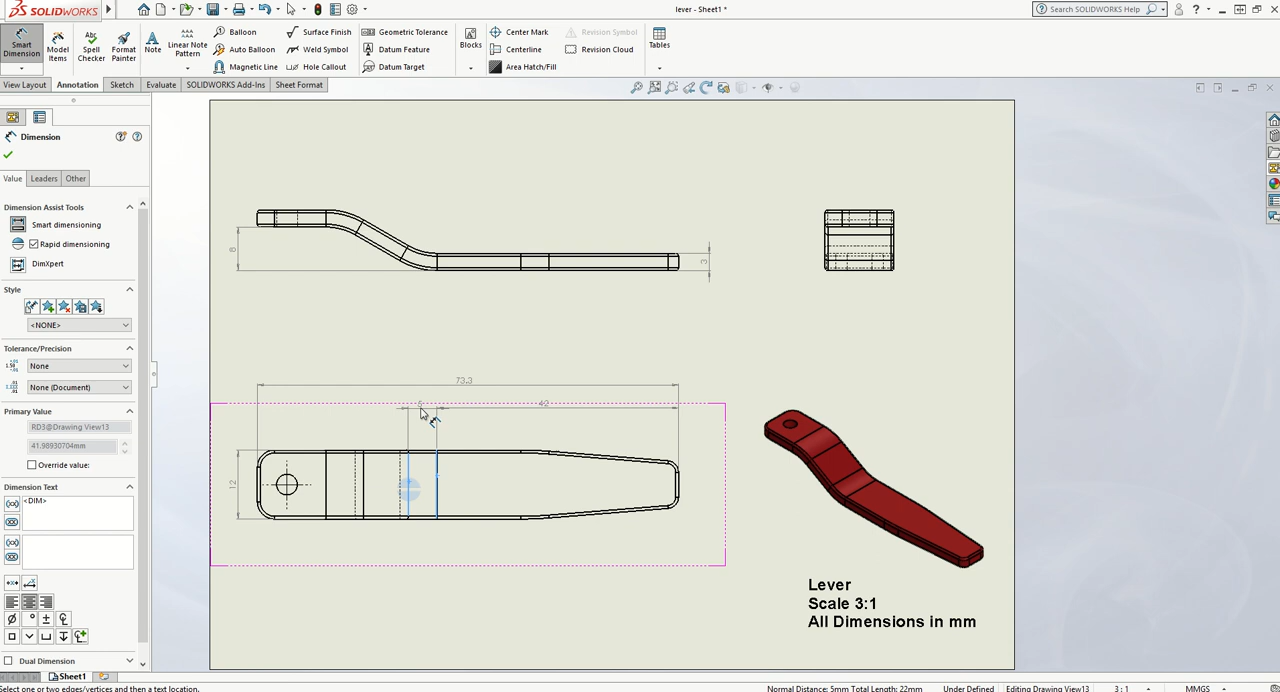 SOLIDWORKS
lever - Sheet1 *
Search SOLIDWORKS Help
Smart Dimension
Model Items
Spell Checker
Format Painter
Note
Linear Note Pattern
Balloon
Auto Balloon
Magnetic Line
Surface Finish
Weld Symbol
Hole Callout
Geometric Tolerance
Datum Feature
Datum Target
Blocks
Center Mark
Centerline
Area Hatch/Fill
Revision Symbol
Revision Cloud
Tables
View Layout
Annotation
Sketch
Evaluate
SOLIDWORKS Add-Ins
Sheet Format
Dimension
Value
Leaders
Other
Dimension Assist Tools
Smart dimensioning
Rapid dimensioning
DimXpert
Style
<NONE>
Tolerance/Precision
None
None (Document)
Primary Value
RD3@Drawing View13
41.98930704mm
Override value:
Dimension Text
<DIM>
Dual Dimension
8
3
73.3
5
42
12
Lever
Scale 3:1
All Dimensions in mm
Sheet1
Select one or two edges/vertices and then a text location.
Normal Distance: 5mm Total Length: 22mm
Under Defined
Editing Drawing View13
3 : 1
MMGS